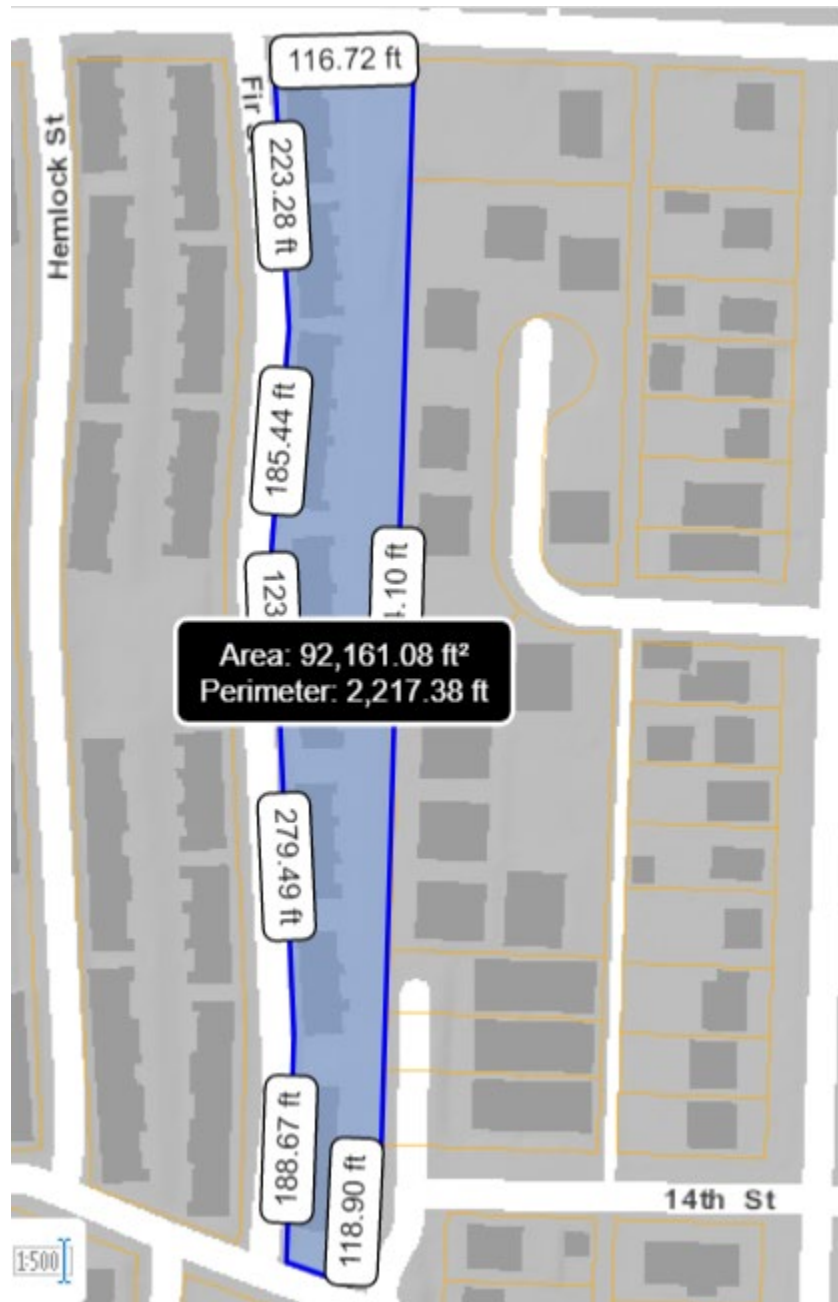 116.72 ft
Fir
Hemlock St
223.28 ft
185.44 ft
123
.10 ft
Area: 92,161.08 ft²
Perimeter: 2,217.38 ft
279.49 ft
188.67 ft
118.90 ft
14th St
1:500